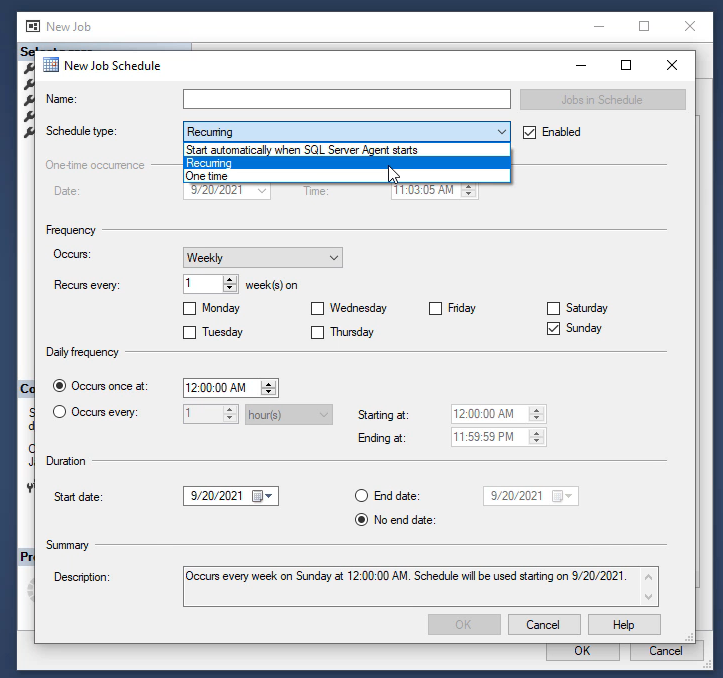 New Job
New Job Schedule
Name:
Jobs in Schedule
Schedule type:
Recurring
Enabled
Start automatically when SQL Server Agent starts
Recurring
One time
One-time occurrence
Date:
9/20/2021
Time:
11:03:05 AM
Frequency
Occurs:
Weekly
Recurs every:
1
week(s) on
Monday
Wednesday
Friday
Saturday
Tuesday
Thursday
Sunday
Daily frequency
Occurs once at:
12:00:00 AM
Occurs every:
1
hour(s)
Starting at:
12:00:00 AM
Ending at:
11:59:59 PM
Duration
Start date:
9/20/2021
End date:
9/20/2021
No end date:
Summary
Description:
Occurs every week on Sunday at 12:00:00 AM. Schedule will be used starting on 9/20/2021.
OK
Cancel
Help
OK
Cancel